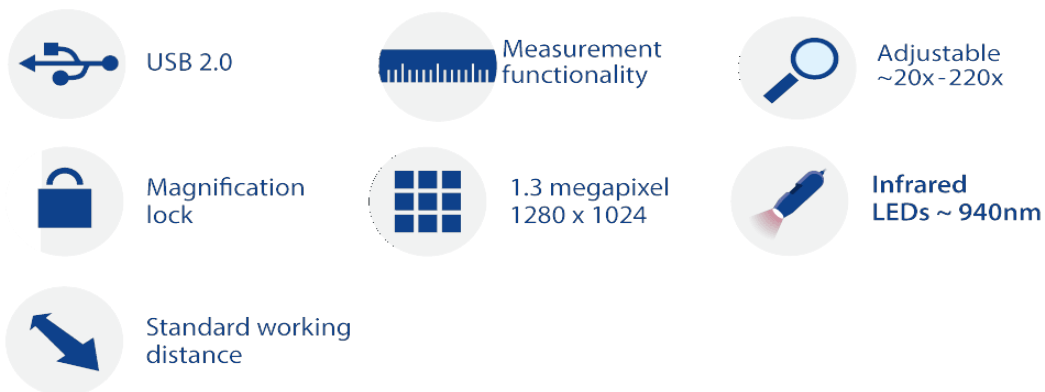 USB 2.0
Measurement
functionality
Adjustable
~20x-220x
Magnification
lock
1.3 megapixel
1280 x 1024
Infrared
LEDs ~ 940nm
Standard working
distance